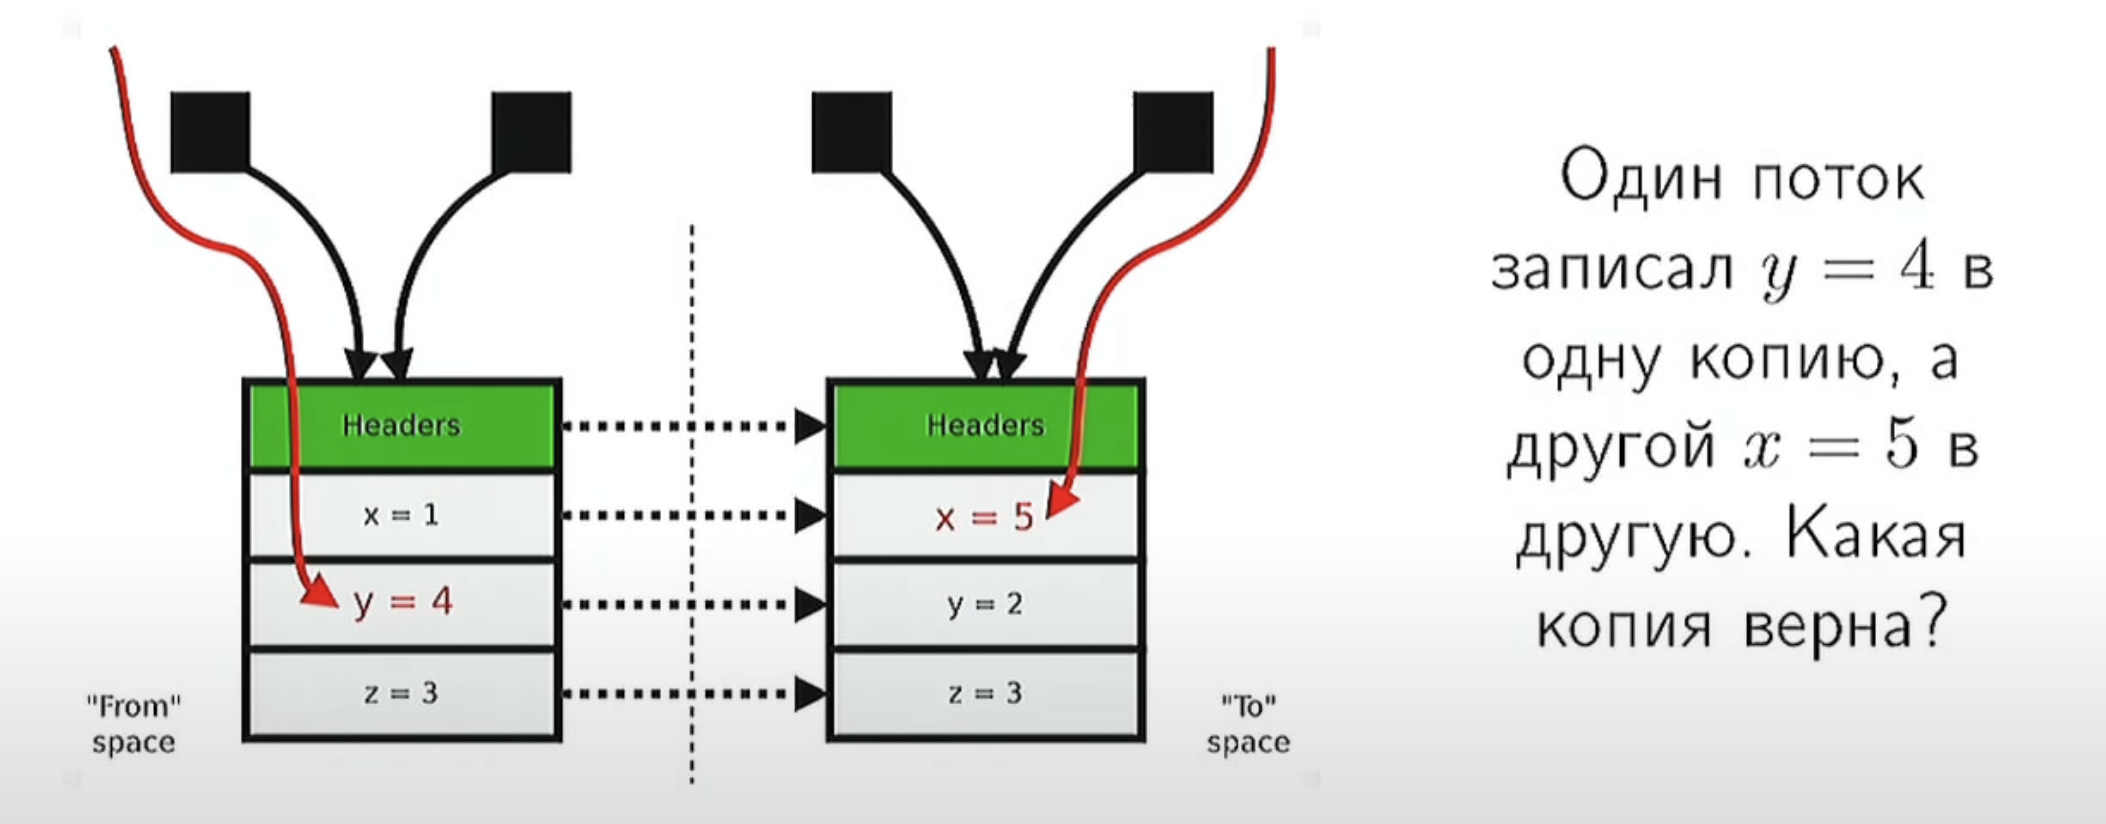 Headers
x = 1
y = 4
z = 3
"From"
space
Headers
x = 5
y = 2
z = 3
"To"
space
Один поток
записал y = 4 в
одну копию, а
другой x = 5 в
другую. Какая
копия верна?